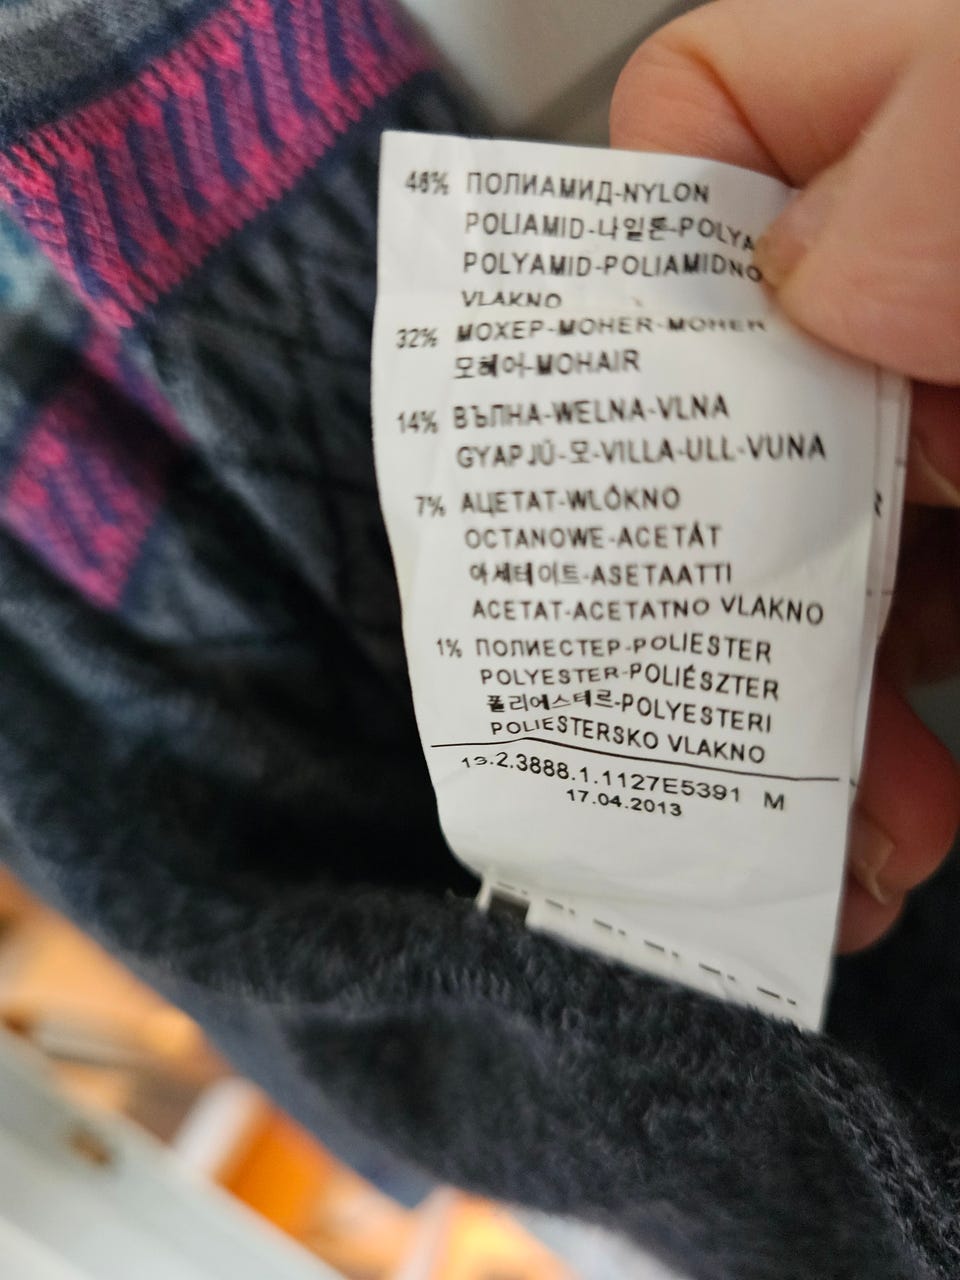 46% ПОЛИАМИД-NYLON
POLIAMID-나일론-POLYA
POLYAMID-POLIAMIDNO
VLAKNO
32% МОХЕР-MOHER-MOHER
모헤어-MOHAIR
14% ВЪЛНА-WEŁNA-VLNA
GYAPJÚ-모-VILLA-ULL-VUNA
7% АЦЕТАТ-WLÓKNO
OCTANOWE-ACETÁT
아세테이트-ASETAATTI
ACETAT-ACETATNO VLAKNO
1% ПОЛИЕСТЕР-POLIESTER
POLYESTER-POLIÉSZTER
폴리에스테르-POLYESTERI
POLIESTERSKO VLAKNO
13.2.3888.1.1127E5391 M
17.04.2013